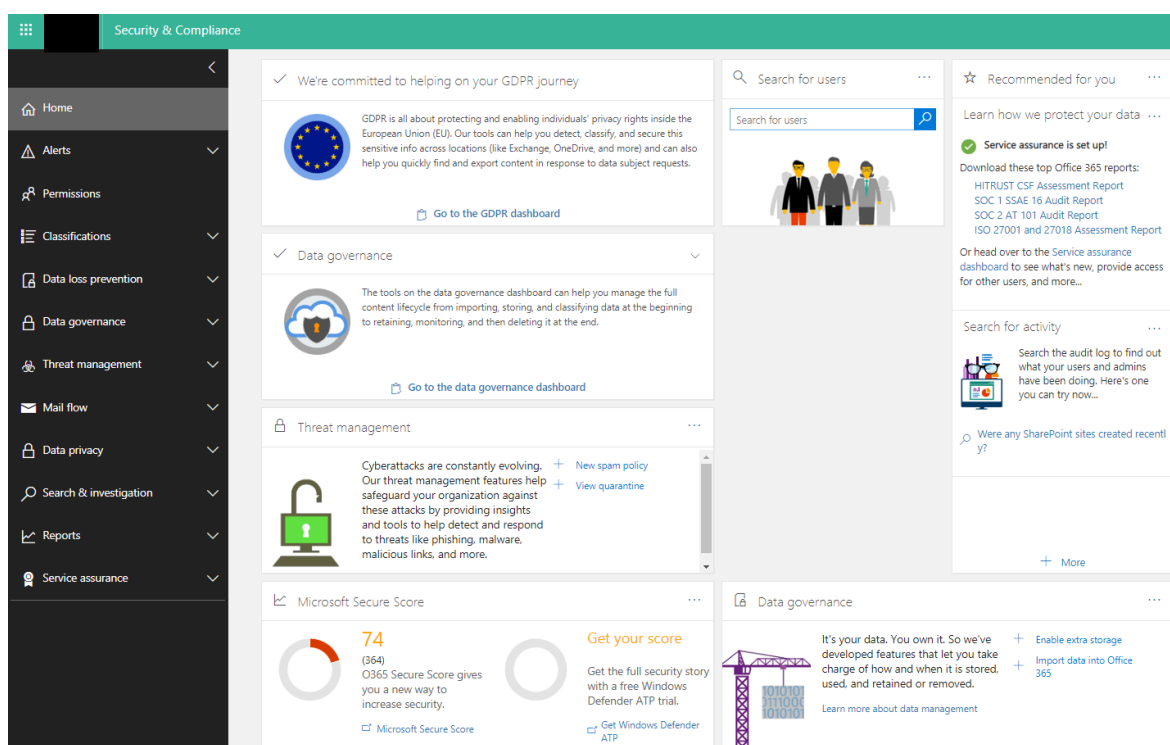 Security & Compliance
Home
Alerts
Permissions
Classifications
Data loss prevention
Data governance
Threat management
Mail flow
Data privacy
Search & investigation
Reports
Service assurance
We're committed to helping on your GDPR journey
GDPR is all about protecting and enabling individuals' privacy rights inside the
European Union (EU). Our tools can help you detect, classify, and secure this
sensitive info across locations (like Exchange, OneDrive, and more) and can also
help you quickly find and export content in response to data subject requests.
Go to the GDPR dashboard
Data governance
The tools on the data governance dashboard can help you manage the full
content lifecycle from importing, storing, and classifying data at the beginning
to retaining, monitoring, and then deleting it at the end.
Go to the data governance dashboard
Threat management
Cyberattacks are constantly evolving.
Our threat management features help
safeguard your organization against
these attacks by providing insights
and tools to help detect and respond
to threats like phishing, malware,
malicious links, and more.
New spam policy
View quarantine
Microsoft Secure Score
74
(364)
O365 Secure Score gives
you a new way to
increase security.
Microsoft Secure Score
Get your score
Get the full security story
with a free Windows
Defender ATP trial.
Get Windows Defender
ATP
Search for users
Search for users
Recommended for you
Learn how we protect your data
Service assurance is set up!
Download these top Office 365 reports:
HITRUST CSF Assessment Report
SOC 1 SSAE 16 Audit Report
SOC 2 AT 101 Audit Report
ISO 27001 and 27018 Assessment Report
Or head over to the Service assurance
dashboard to see what's new, provide access
for other users, and more...
Search for activity
Search the audit log to find out
what your users and admins
have been doing. Here's one
you can try now...
Were any SharePoint sites created recentl
y?
More
Data governance
1010101
0111000
1010101
It's your data. You own it. So we've
developed features that let you take
charge of how and when it is stored,
used, and retained or removed.
Learn more about data management
Enable extra storage
Import data into Office
365